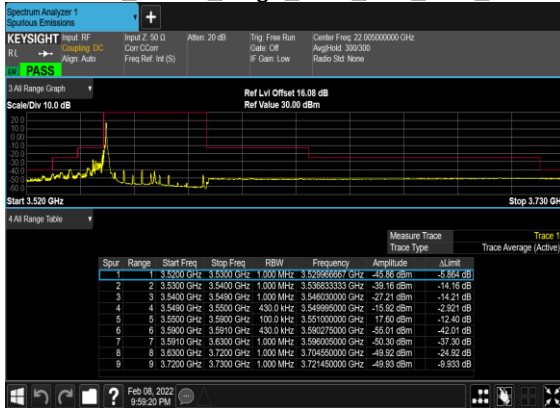 Spectrum Analyzer 1
Spurious Emissions
KEYSIGHT Input: RF Input Z: 50 Ω Atten: 20 dB Trig: Free Run Center Freq: 22.005000000 GHz
RL Coupling: DC Corr CCorr Gate: Off Avg|Hold: 300/300
Align: Auto Freq Ref: Int (S) IF Gain: Low Radio Std: None
PASS
3 All Range Graph
Ref Lvl Offset 16.08 dB
Scale/Div 10.0 dB Ref Value 30.00 dBm
20.0
10.0
0.00
-10.0
-20.0
-30.0
-40.0
-50.0
-60.0
Start 3.520 GHz Stop 3.730 GH
4 All Range Table
Measure Trace Trace 1
Trace Type Trace Average (Active)
Spur Range Start Freq Stop Freq RBW Frequency Amplitude ΔLimit
1 1 3.5200 GHz 3.5300 GHz 1.000 MHz 3.529966667 GHz -45.86 dBm -5.864 dB
2 2 3.5300 GHz 3.5400 GHz 1.000 MHz 3.536833333 GHz -39.16 dBm -14.16 dB
3 3 3.5400 GHz 3.5490 GHz 1.000 MHz 3.546030000 GHz -27.21 dBm -14.21 dB
4 4 3.5490 GHz 3.5500 GHz 430.0 kHz 3.549995000 GHz -15.92 dBm -2.921 dB
5 5 3.5500 GHz 3.5900 GHz 100.0 kHz 3.551000000 GHz 17.60 dBm -12.40 dB
6 6 3.5900 GHz 3.5910 GHz 430.0 kHz 3.590275000 GHz -55.01 dBm -42.01 dB
7 7 3.5910 GHz 3.6300 GHz 1.000 MHz 3.596005000 GHz -50.30 dBm -37.30 dB
8 8 3.6300 GHz 3.7200 GHz 1.000 MHz 3.704550000 GHz -49.92 dBm -24.92 dB
9 9 3.7200 GHz 3.7300 GHz 1.000 MHz 3.721450000 GHz -49.93 dBm -9.933 dB
Feb 08, 2022
9:59:20 PM